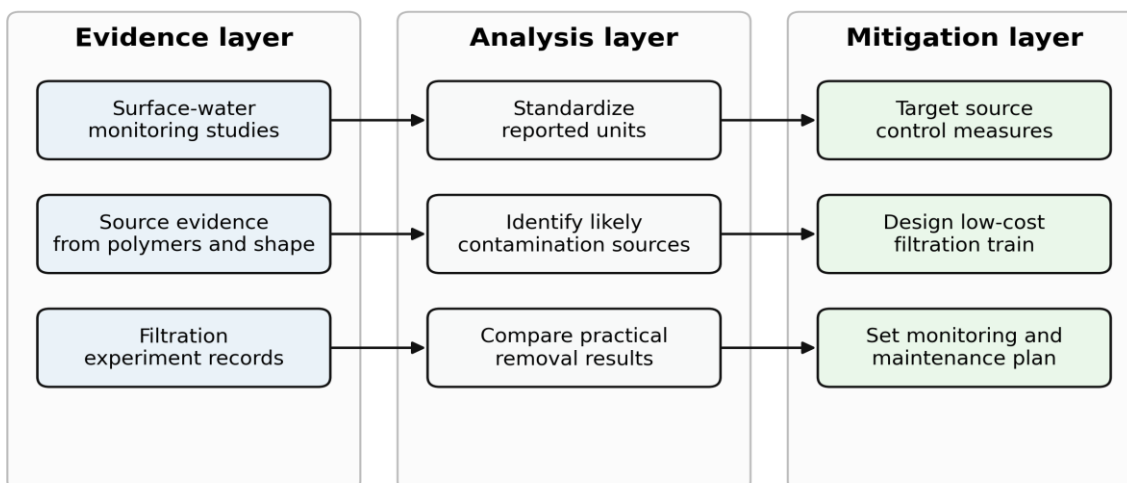 Evidence layer
Analysis layer
Mitigation layer
Surface-water
monitoring studies
Standardize
reported units
Target source
control measures
Source evidence
from polymers and shape
Identify likely
contamination sources
Design low-cost
filtration train
Filtration
experiment records
Compare practical
removal results
Set monitoring and
maintenance plan